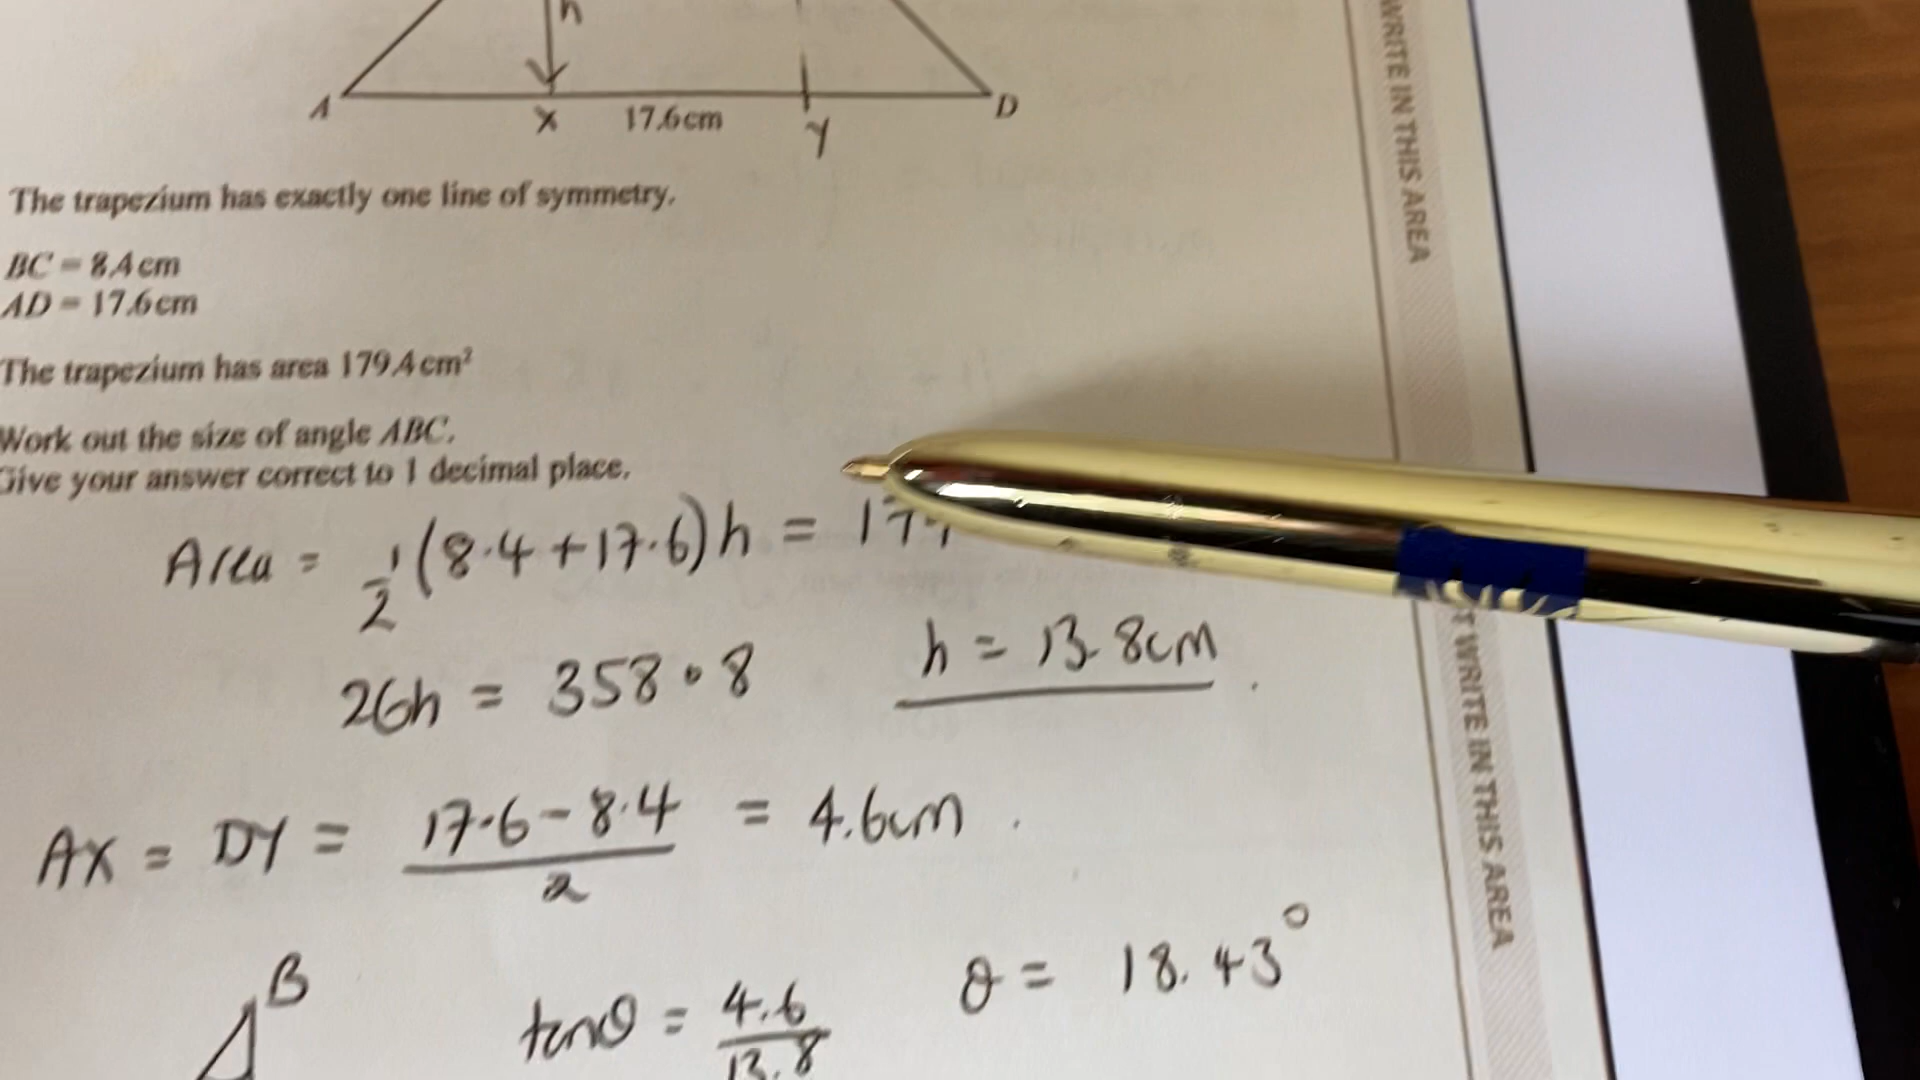 h
A X 17.6cm Y D
The trapezium has exactly one line of symmetry.
BC = 8.4cm
AD = 17.6cm
The trapezium has area 179.4cm²
Work out the size of angle ABC.
Give your answer correct to 1 decimal place.
Area = 1/2 (8.4 + 17.6)h = 179
26h = 358.8 h = 13.8cm
AX = DY = 17.6 - 8.4 / 2 = 4.6cm
B
tanθ = 4.6 / 13.8 θ = 18.43°
WRITE IN THIS AREA
WRITE IN THIS AREA